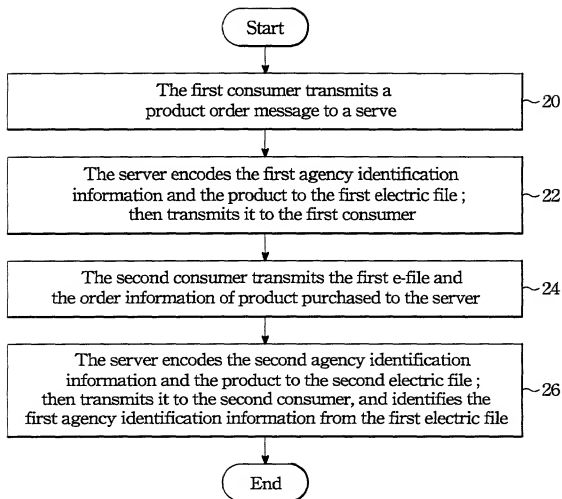 Start
The first consumer transmits a
product order message to a serve
20
The server encodes the first agency identification
information and the product to the first electric file ;
then transmits it to the first consumer
22
The second consumer transmits the first e-file and
the order information of product purchased to the server
24
The server encodes the second agency identification
information and the product to the second electric file ;
then transmits it to the second consumer, and identifies the
first agency identification information from the first electric file
26
End